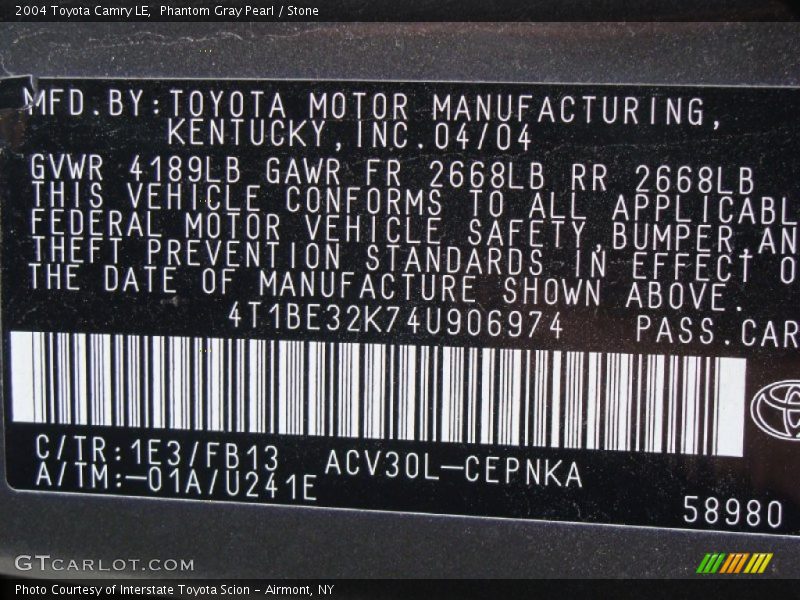 2004 Toyota Camry LE,  Phantom Gray Pearl / Stone
MFD.BY:TOYOTA MOTOR MANUFACTURING,
KENTUCKY,INC.04/04
GVWR 4189LB GAWR FR 2668LB RR 2668LB
THIS VEHICLE CONFORMS TO ALL APPLICABL
FEDERAL MOTOR VEHICLE SAFETY,BUMPER,AN
THEFT PREVENTION STANDARDS IN EFFECT O
THE DATE OF MANUFACTURE SHOWN ABOVE.
4T1BE32K74U906974 PASS.CAR
C/TR:1E3/FB13 ACV30L-CEPNKA
A/TM:-01A/U241E
58980
GTCARLOT.COM
Photo Courtesy of Interstate Toyota Scion - Airmont, NY